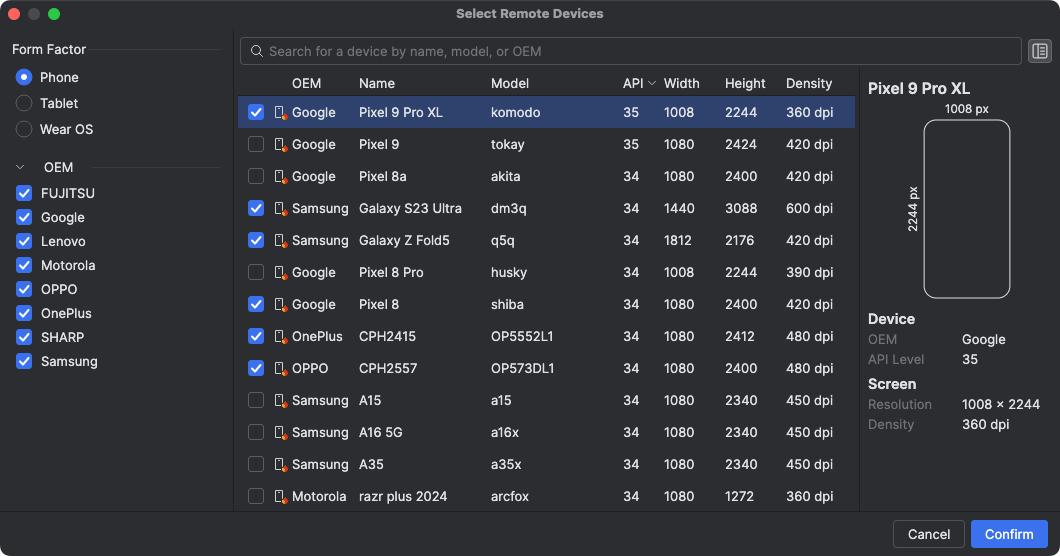 Select Remote Devices
Form Factor
Phone
Tablet
Wear OS
OEM
FUJITSU
Google
Lenovo
Motorola
OPPO
OnePlus
SHARP
Samsung
Search for a device by name, model, or OEM
OEM Name Model API Width Height Density
Google Pixel 9 Pro XL komodo 35 1008 2244 360 dpi
Google Pixel 9 tokay 35 1080 2424 420 dpi
Google Pixel 8a akita 34 1080 2400 420 dpi
Samsung Galaxy S23 Ultra dm3q 34 1440 3088 600 dpi
Samsung Galaxy Z Fold5 q5q 34 1812 2176 420 dpi
Google Pixel 8 Pro husky 34 1008 2244 390 dpi
Google Pixel 8 shiba 34 1080 2400 420 dpi
OnePlus CPH2415 OP5552L1 34 1080 2412 480 dpi
OPPO CPH2557 OP573DL1 34 1080 2400 480 dpi
Samsung A15 a15 34 1080 2340 450 dpi
Samsung A16 5G a16x 34 1080 2340 450 dpi
Samsung A35 a35x 34 1080 2340 450 dpi
Motorola razr plus 2024 arcfox 34 1080 1272 360 dpi
Pixel 9 Pro XL
1008 px
2244 px
Device
OEM Google
API Level 35
Screen
Resolution 1008 × 2244
Density 360 dpi
Cancel Confirm